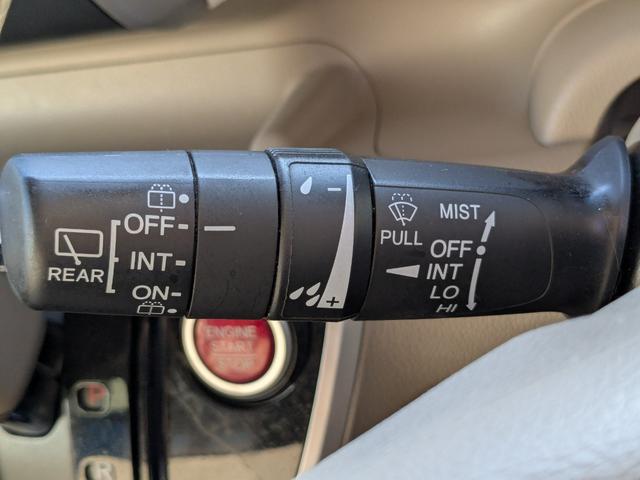 REAR
OFF
INT
ON
-
+
PULL
MIST
OFF
INT
LO
HI
ENGINE
START
STOP
P
R